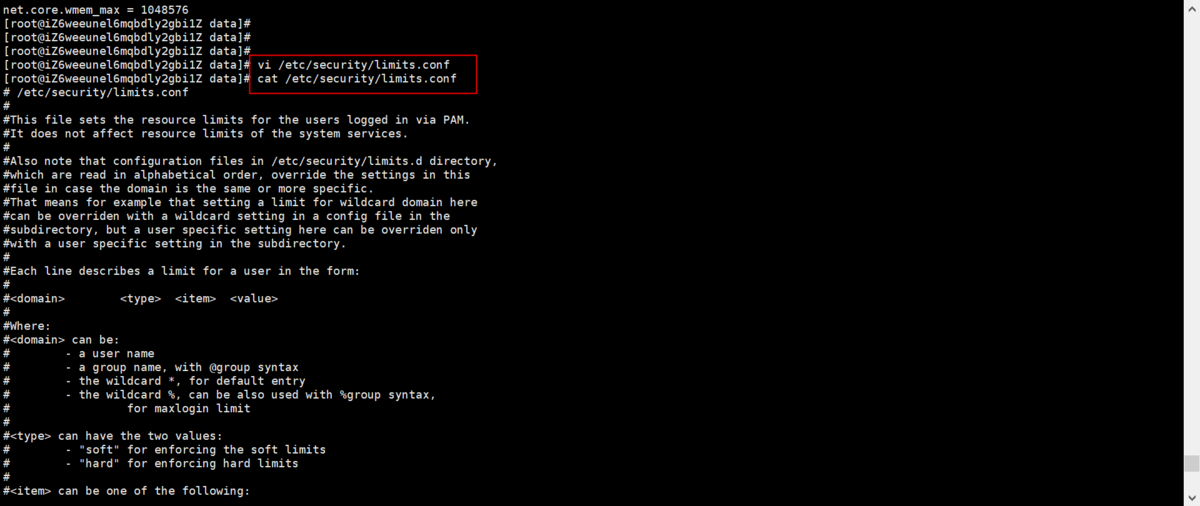 net.core.wmem_max = 1048576
[root@iZ6weeunel6mqbdly2gbi1Z data]#
[root@iZ6weeunel6mqbdly2gbi1Z data]#
[root@iZ6weeunel6mqbdly2gbi1Z data]#
[root@iZ6weeunel6mqbdly2gbi1Z data]# vi /etc/security/limits.conf
[root@iZ6weeunel6mqbdly2gbi1Z data]# cat /etc/security/limits.conf
# /etc/security/limits.conf
#
#This file sets the resource limits for the users logged in via PAM.
#It does not affect resource limits of the system services.
#
#Also note that configuration files in /etc/security/limits.d directory,
#which are read in alphabetical order, override the settings in this
#file in case the domain is the same or more specific.
#That means for example that setting a limit for wildcard domain here
#can be overriden with a wildcard setting in a config file in the
#subdirectory, but a user specific setting here can be overriden only
#with a user specific setting in the subdirectory.
#
#Each line describes a limit for a user in the form:
#
#<domain>        <type>  <item>  <value>
#
#Where:
#<domain> can be:
#        - a user name
#        - a group name, with @group syntax
#        - the wildcard *, for default entry
#        - the wildcard %, can be also used with %group syntax,
#                 for maxlogin limit
#
#<type> can have the two values:
#        - "soft" for enforcing the soft limits
#        - "hard" for enforcing hard limits
#
#<item> can be one of the following: